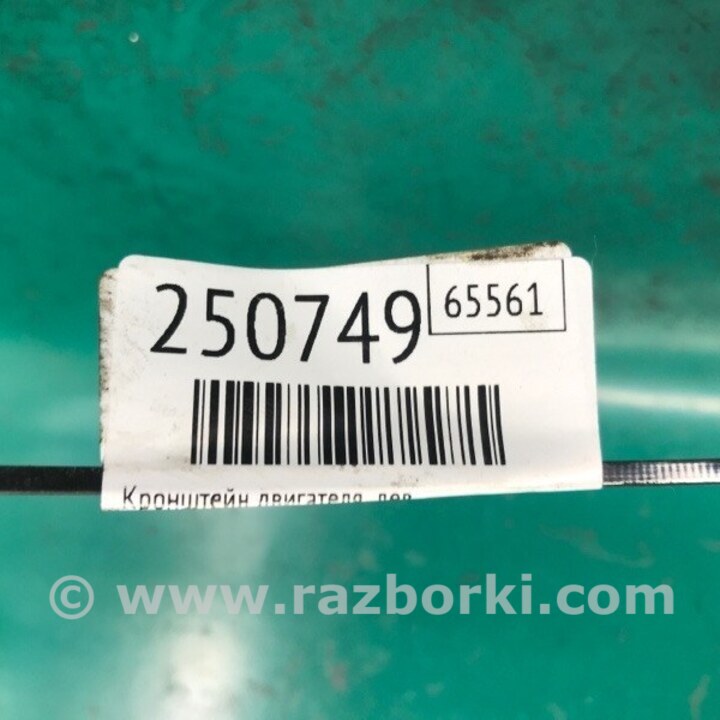 250749
65561
Кронштейн двигателя, лев
© www.razborki.com